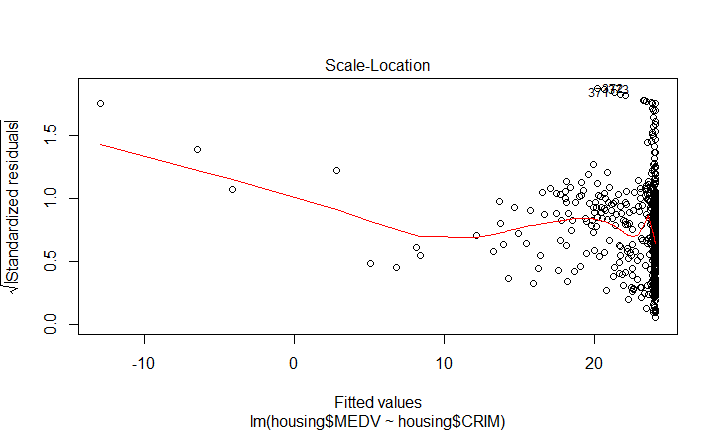 Scale-Location
√|Standardized residuals|
1.5
1.0
0.5
0.0
-10
0
10
20
Fitted values
lm(housing$MEDV ~ housing$CRIM)